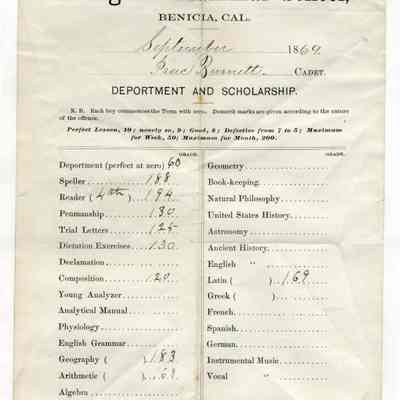 School,
BENICIA, CAL.
September 1869.
Isaac Burnett. CADET.
DEPORTMENT AND SCHOLARSHIP.
N. B. Each boy commences the Term with zero. Demerit marks are given according to the nature
of the offence.
Perfect Lesson, 10; nearly so, 9; Good, 8; Defective from 7 to 5; Maximum
for Week, 50; Maximum for Month, 200.
GRADE. GRADE.
Department (perfect at zero) 60 Geometry
Speller 188 Book-keeping
Reader (4th) 194 Natural Philosophy
Penmanship 130 United States History
Trial Letters 125 Astronomy
Dictation Exercises 130 Ancient History
Declamation English "
Composition 120 Latin ( ) 169
Young Analyzer Greek ( )
Analytical Manual French
Physiology Spanish
English Grammar German
Geography ( ) 183 Instrumental Music
Arithmetic ( ) Vocal "
Algebra